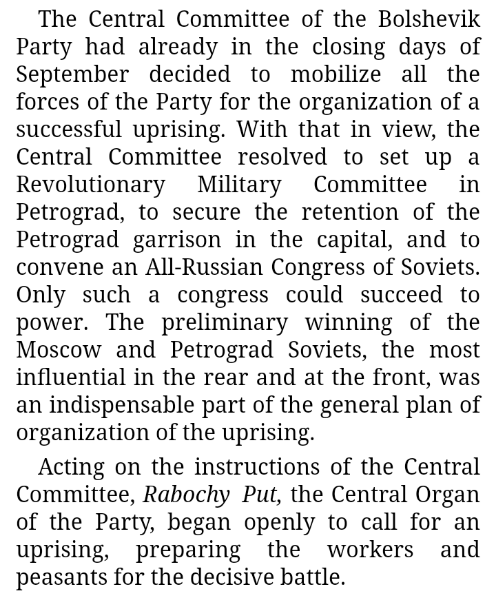 The Central Committee of the Bolshevik
Party had already in the closing days of
September decided to mobilize all the
forces of the Party for the organization of a
successful uprising. With that in view, the
Central Committee resolved to set up a
Revolutionary Military Committee in
Petrograd, to secure the retention of the
Petrograd garrison in the capital, and to
convene an All-Russian Congress of Soviets.
Only such a congress could succeed to
power. The preliminary winning of the
Moscow and Petrograd Soviets, the most
influential in the rear and at the front, was
an indispensable part of the general plan of
organization of the uprising.
Acting on the instructions of the Central
Committee, Rabochy Put, the Central Organ
of the Party, began openly to call for an
uprising, preparing the workers and
peasants for the decisive battle.